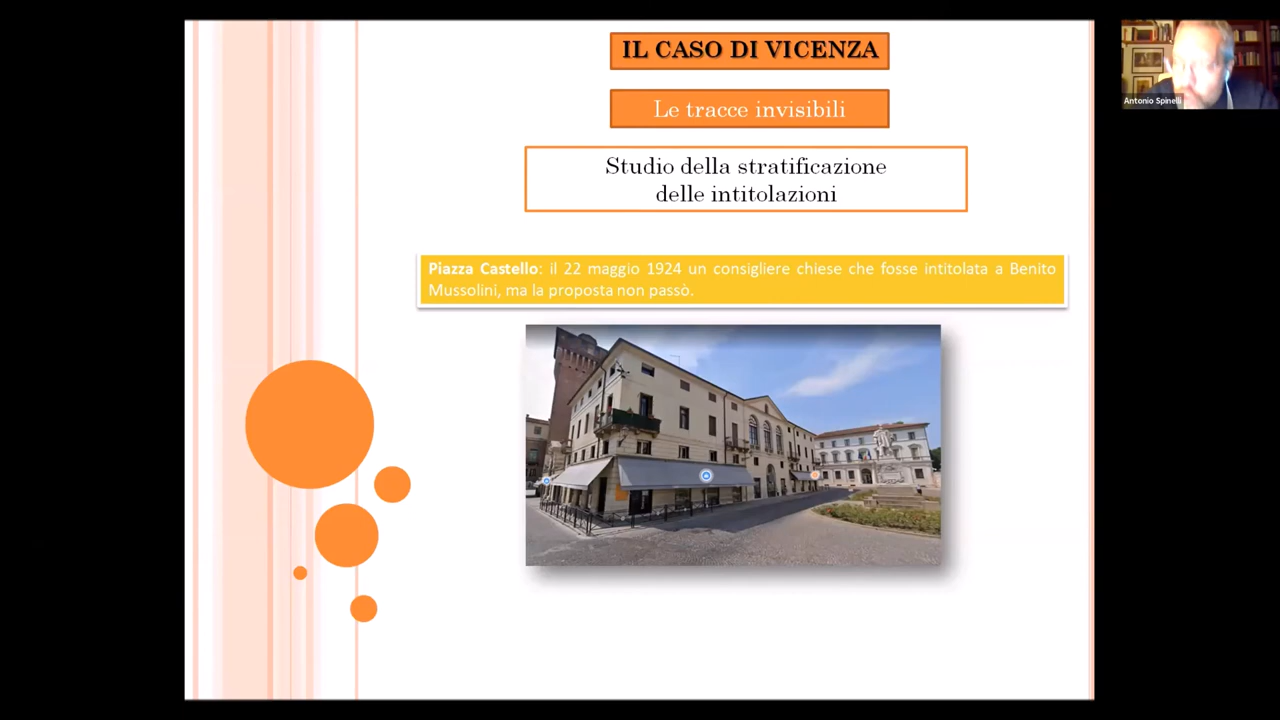 IL CASO DI VICENZA
Le tracce invisibili
Studio della stratificazione
delle intitolazioni
Piazza Castello: il 22 maggio 1924 un consigliere chiese che fosse intitolata a Benito
Mussolini, ma la proposta non passò.
Antonio Spinelli